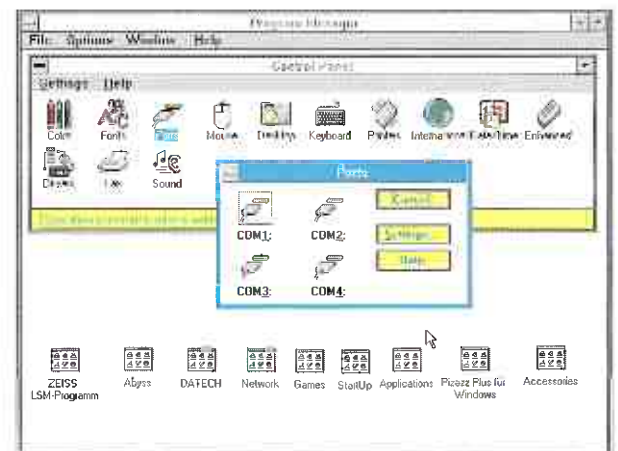 Program Manager
File Options Window Help
Control Panel
Settings Help
Color Fonts Ports Mouse Desktop Keyboard Printers International Date/Time Enhanced
Drivers Fax Sound
Ports
COM1: COM2:
COM3: COM4:
Cancel
Settings...
Help
ZEISS LSM-Programm
Abyss
DATECH
Network
Games
StartUp
Applications
Pizazz Plus für Windows
Accessories